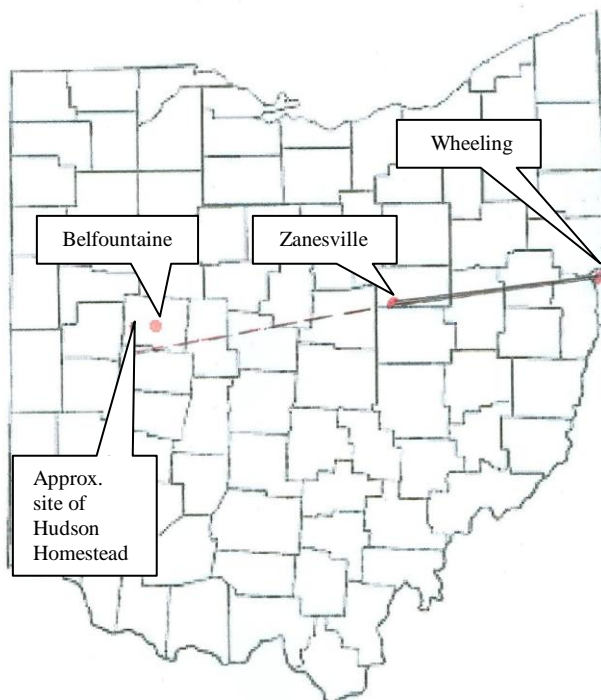 Wheeling
Belfountaine
Zanesville
Approx.
site of
Hudson
Homestead